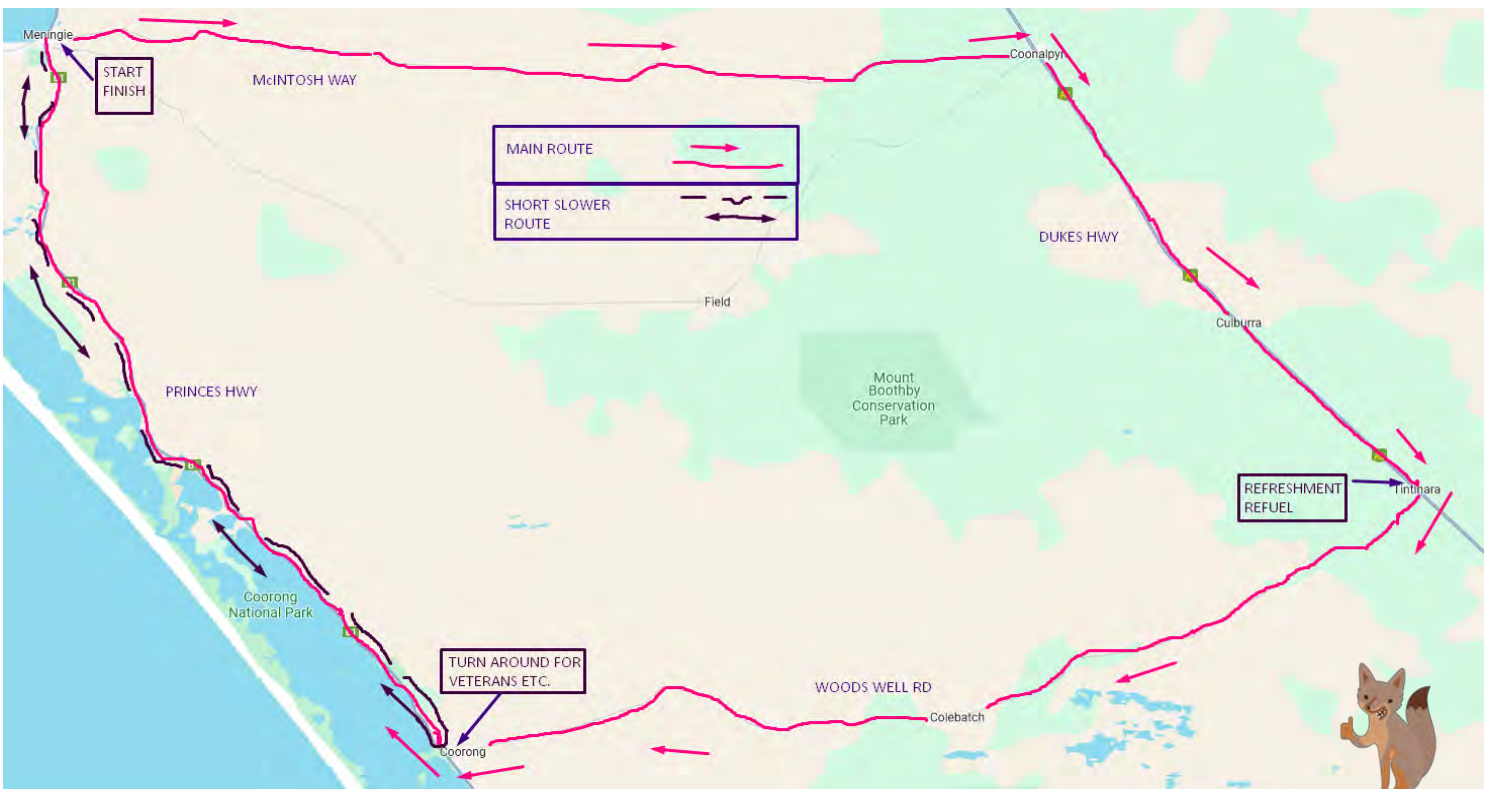 Meningie
START
FINISH
McINTOSH WAY
Coonalpyn
MAIN ROUTE
SHORT SLOWER
ROUTE
DUKES HWY
Field
Culburra
PRINCES HWY
Mount
Boothby
Conservation
Park
REFRESHMENT
REFUEL
Tintinara
Coorong
National Park
TURN AROUND FOR
VETERANS ETC.
WOODS WELL RD
Colebatch
Coorong